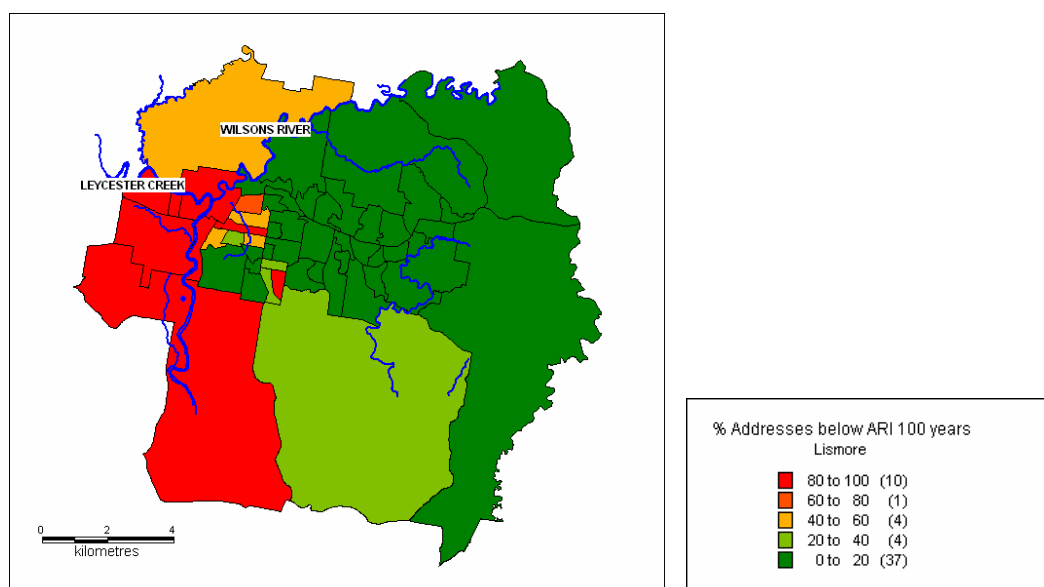 WILSONS RIVER
LEYCESTER CREEK
0 2 4
kilometres
% Addresses below ARI 100 years
Lismore
80 to 100 (10)
60 to 80 (1)
40 to 60 (4)
20 to 40 (4)
0 to 20 (37)